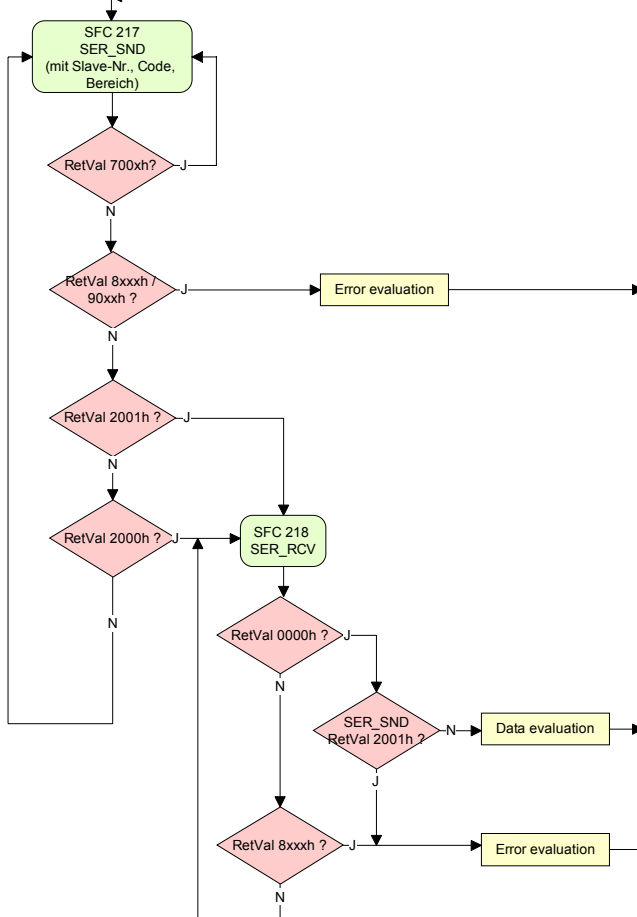 SFC 217
SER_SND
(mit Slave-Nr., Code,
Bereich)
RetVal 700xh?
J
N
RetVal 8xxxh /
90xxh ?
J
Error evaluation
N
RetVal 2001h ?
J
N
RetVal 2000h ?
J
SFC 218
SER_RCV
N
RetVal 0000h ?
J
N
SER_SND
RetVal 2001h ?
N
Data evaluation
J
RetVal 8xxxh ?
J
Error evaluation
N